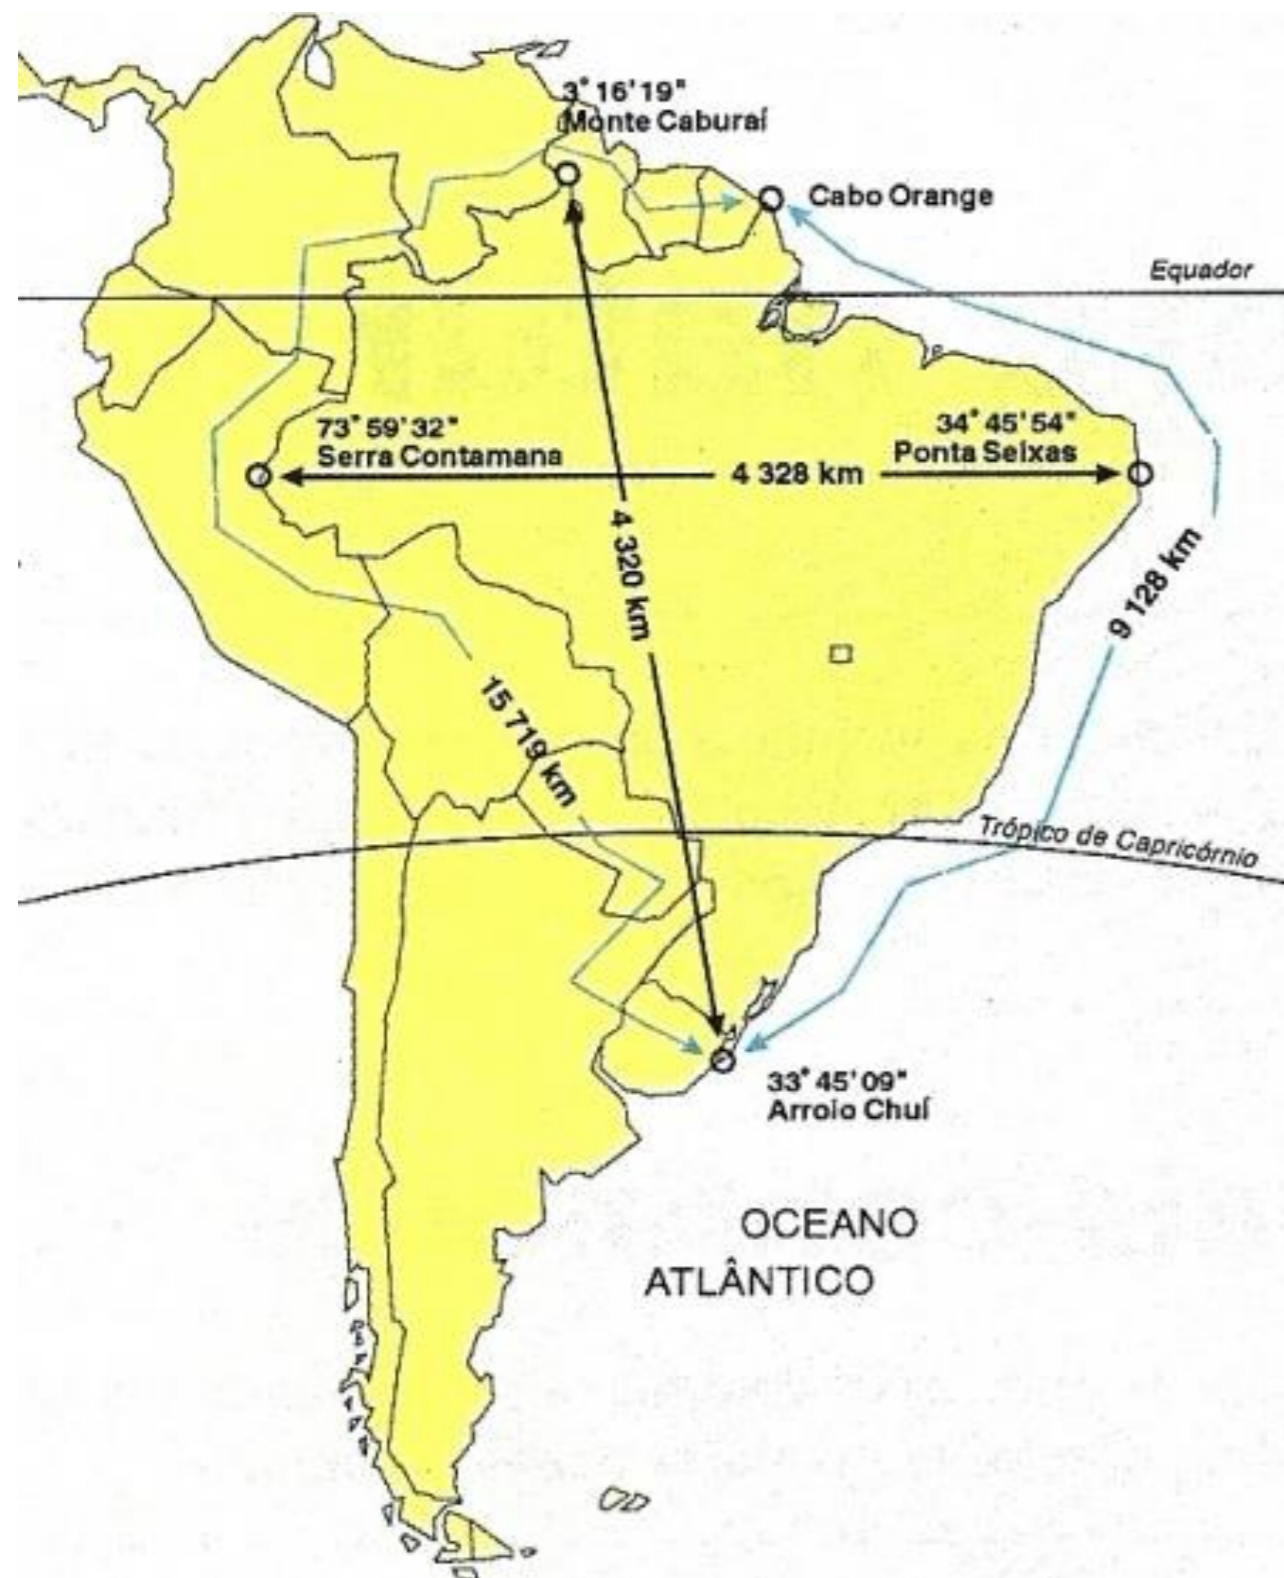 3° 16' 19"
Monte Caburaí
Cabo Orange
Equador
73° 59' 32"
Serra Contamana
34° 45' 54"
Ponta Seixas
4 328 km
4 320 km
9 128 km
15 719 km
Trópico de Capricórnio
33° 45' 09"
Arroio Chuí
OCEANO
ATLÂNTICO